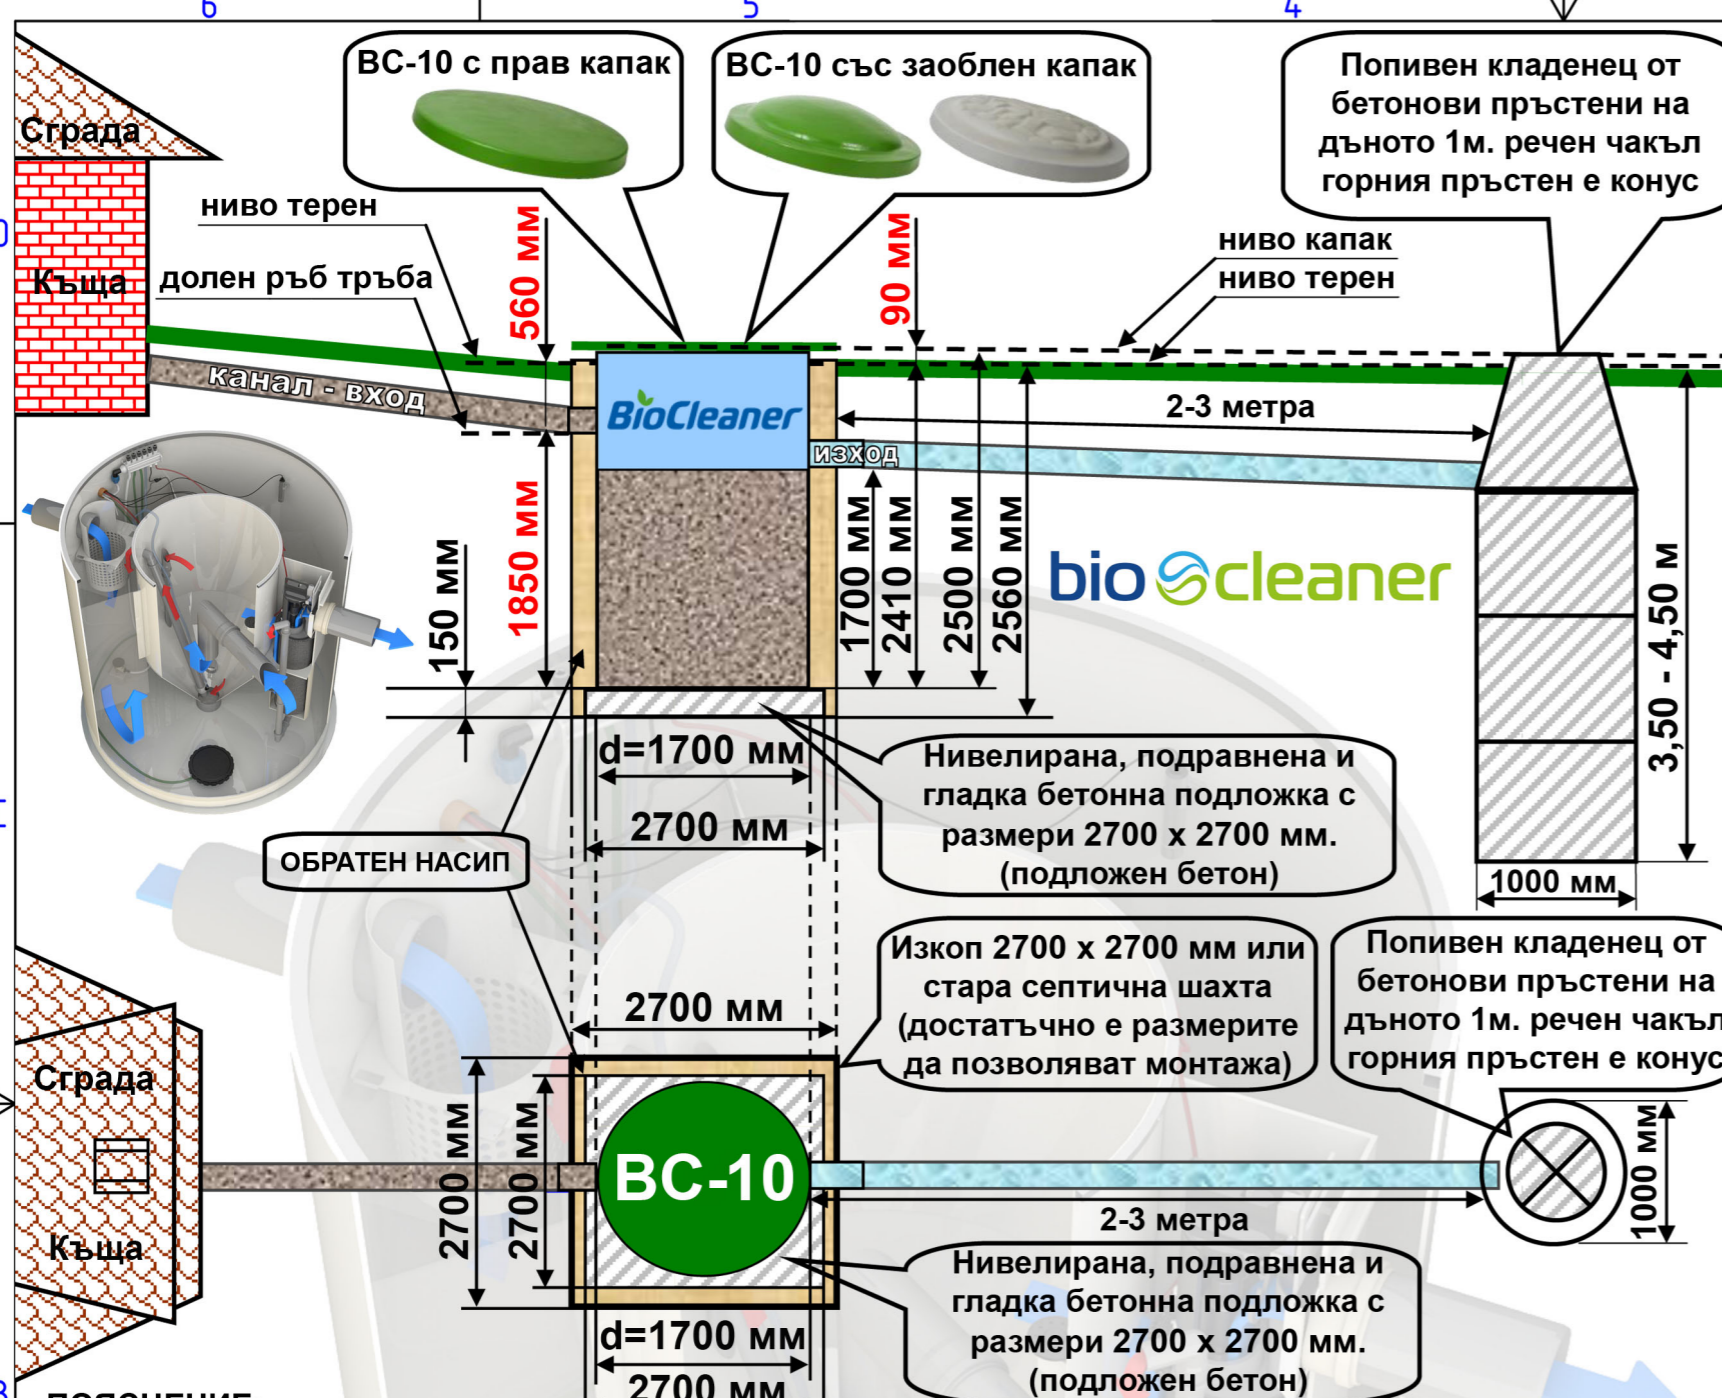 6
5
4
ВС-10 с прав капак
ВС-10 със заоблен капак
Попивен кладенец от
бетонови пръстени на
дъното 1м. речен чакъл
горния пръстен е конус
Сграда
Къща
ниво терен
долен ръб тръба
560 мм
90 мм
ниво капак
ниво терен
канал - вход
BioCleaner
2-3 метра
изход
150 мм
1850 мм
1700 мм
2410 мм
2500 мм
2560 мм
bio cleaner
3,50 - 4,50 м
d=1700 мм
2700 мм
Нивелирана, подравнена и
гладка бетонна подложка с
размери 2700 х 2700 мм.
(подложен бетон)
ОБРАТЕН НАСИП
1000 мм
Изкоп 2700 х 2700 мм или
стара септична шахта
(достатъчно е размерите
да позволяват монтажа)
Попивен кладенец от
бетонови пръстени на
дъното 1м. речен чакъл
горния пръстен е конус
2700 мм
Сграда
Къща
2700 мм
2700 мм
ВС-10
2-3 метра
1000 мм
Нивелирана, подравнена и
гладка бетонна подложка с
размери 2700 х 2700 мм.
(подложен бетон)
d=1700 мм
2700 мм